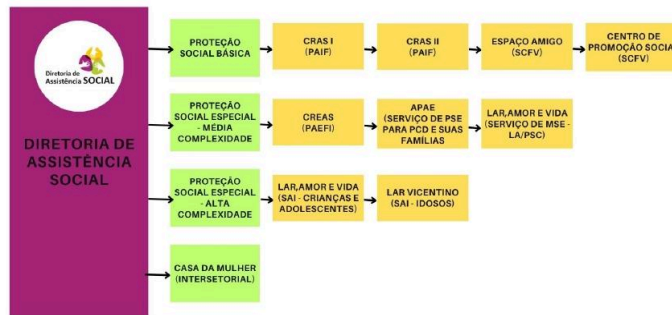 Diretoria de
Assistência SOCIAL
DIRETORIA DE
ASSISTÊNCIA
SOCIAL
PROTEÇÃO
SOCIAL BÁSICA
CRAS I
(PAIF)
CRAS II
(PAIF)
ESPAÇO AMIGO
(SCFV)
CENTRO DE
PROMOÇÃO SOCIA
(SCFV)
PROTEÇÃO
SOCIAL ESPECIAL
- MÉDIA
COMPLEXIDADE
CREAS
(PAEFI)
APAE
(SERVIÇO DE PSE
PARA PCD E SUAS
FAMÍLIAS
LAR,AMOR E VIDA
(SERVIÇO DE MSE -
LA/PSC)
PROTEÇÃO
SOCIAL ESPECIAL
- ALTA
COMPLEXIDADE
LAR,AMOR E VIDA
(SAI - CRIANÇAS E
ADOLESCENTES)
LAR VICENTINO
(SAI - IDOSOS)
CASA DA MULHER
(INTERSETORIAL)